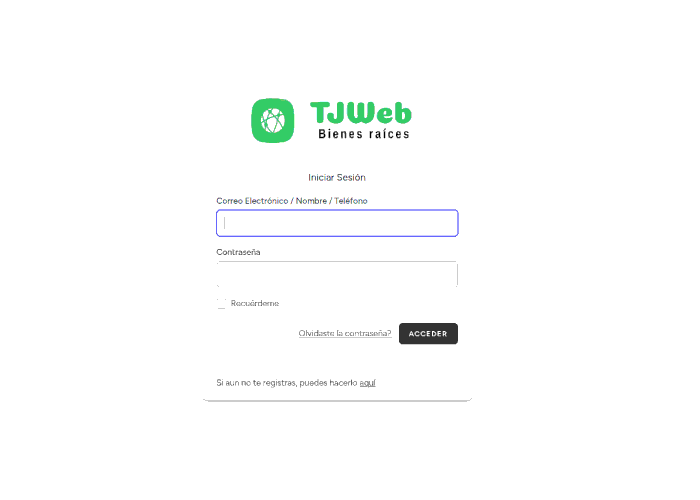 TJWeb
Bienes raíces
Iniciar Sesión
Correo Electrónico / Nombre / Teléfono
Contraseña
Recuérdeme
Olvidaste la contraseña? ACCEDER
Si aun no te registras, puedes hacerlo aquí